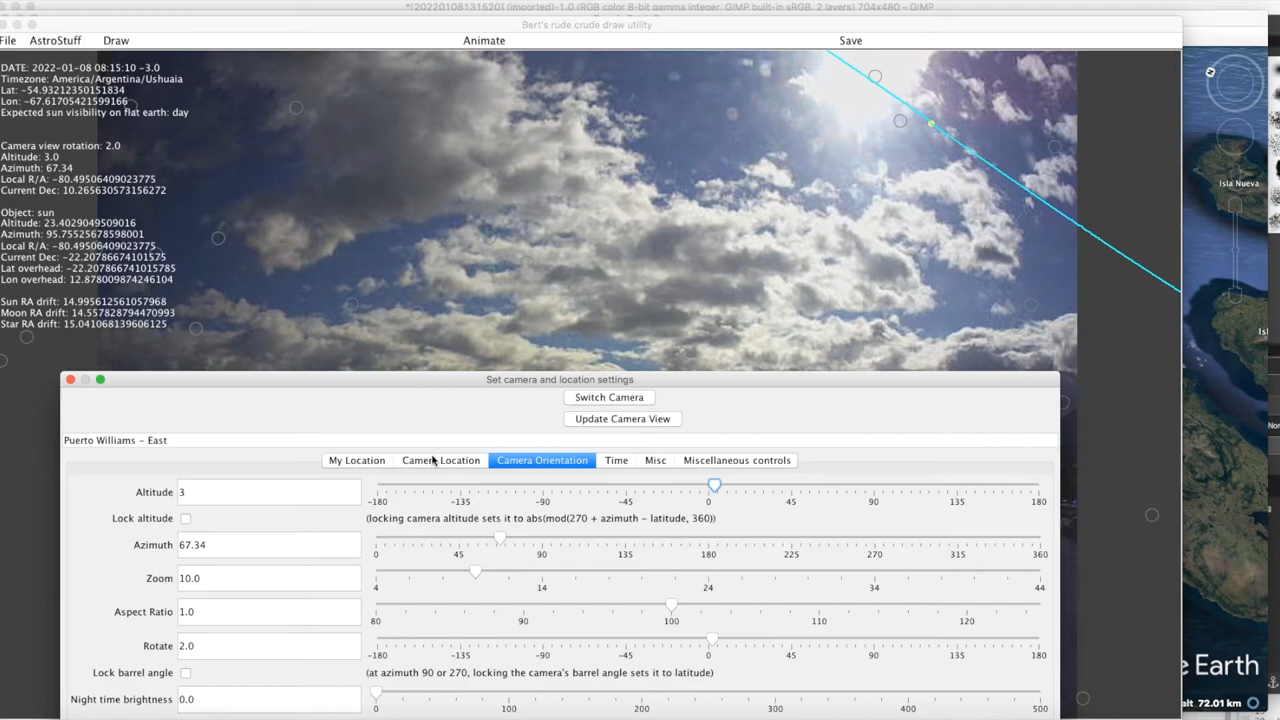 *[20220108131520] (imported)-1.0 (RGB color 8-bit gamma integer, GIMP built-in sRGB, 2 layers) 704x480 – GIMP
Bert's rude crude draw utility
File AstroStuff Draw Animate Save
DATE: 2022-01-08 08:15:10 -3.0
Timezone: America/Argentina/Ushuaia
Lat: -54.93212350151834
Lon: -67.61705421599166
Expected sun visibility on flat earth: day
Camera view rotation: 2.0
Altitude: 3.0
Azimuth: 67.34
Local R/A: -80.49506409023775
Current Dec: 10.265630573156272
Object: sun
Altitude: 23.4029049509016
Azimuth: 95.75525678598001
Local R/A: -80.49506409023775
Current Dec: -22.207866741015785
Lat overhead: -22.207866741015785
Lon overhead: 12.878009874246104
Sun RA drift: 14.995612561057968
Moon RA drift: 14.557828794470993
Star RA drift: 15.041068139606125
N
Isla Nueva
Isl
Set camera and location settings
Switch Camera
Update Camera View
Puerto Williams – East
My Location Camera Location Camera Orientation Time Misc Miscellaneous controls
Altitude 3
-180 -135 -90 -45 0 45 90 135 180
Lock altitude (locking camera altitude sets it to abs(mod(270 + azimuth - latitude, 360))
Azimuth 67.34
0 45 90 135 180 225 270 315 360
Zoom 10.0
4 14 24 34 44
Aspect Ratio 1.0
80 90 100 110 120
Rotate 2.0
-180 -135 -90 -45 0 45 90 135 180
Lock barrel angle (at azimuth 90 or 270, locking the camera's barrel angle sets it to latitude)
Night time brightness 0.0
0 100 200 300 400 500
e Earth
alt 72.01 km